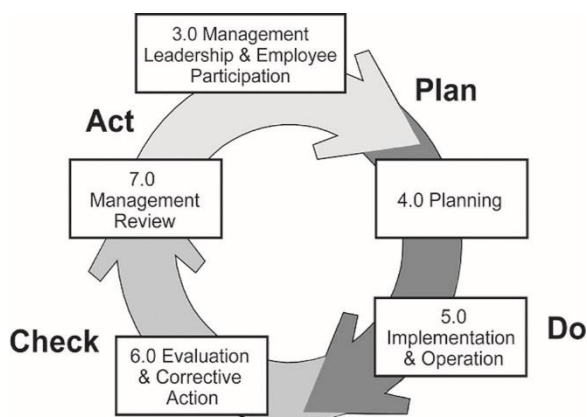 3.0 Management
Leadership & Employee
Participation
Plan
Act
7.0
Management
Review
4.0 Planning
5.0
Implementation
& Operation
Do
Check
6.0 Evaluation
& Corrective
Action